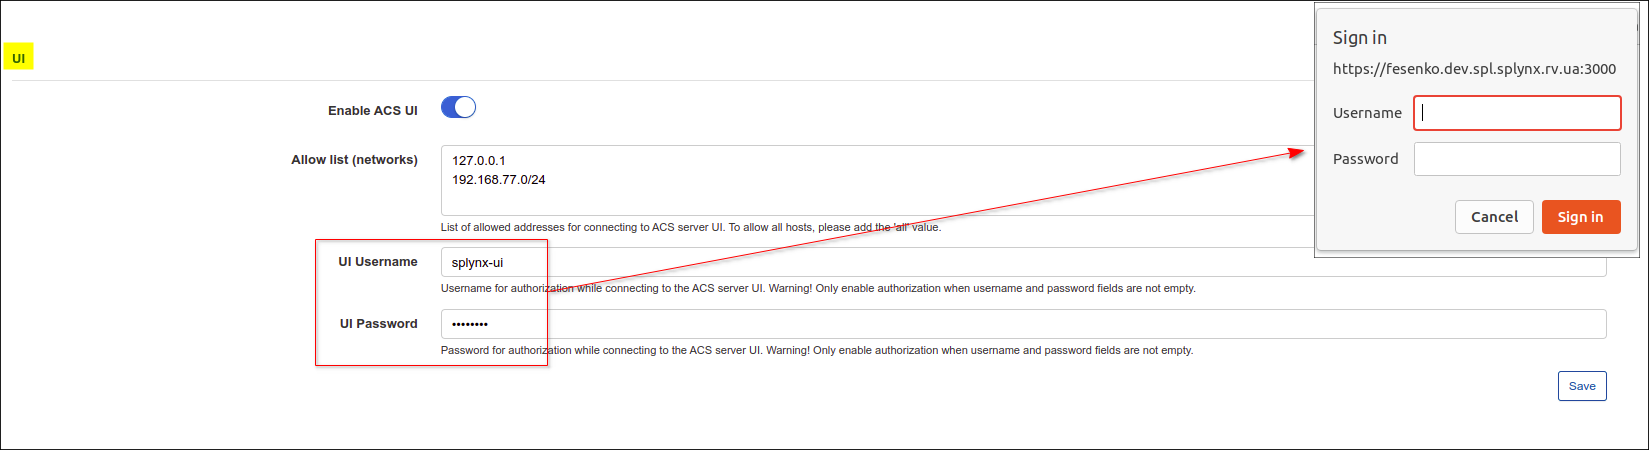 UI
Enable ACS UI
Allow list (networks)
127.0.0.1
192.168.77.0/24
List of allowed addresses for connecting to ACS server UI. To allow all hosts, please add the 'all' value.
UI Username
splynx-ui
Username for authorization while connecting to the ACS server UI. Warning! Only enable authorization when username and password fields are not empty.
UI Password
••••••••
Password for authorization while connecting to the ACS server UI. Warning! Only enable authorization when username and password fields are not empty.
Save
Sign in
https://fesenko.dev.spl.splynx.rv.ua:3000
Username
Password
Cancel
Sign in